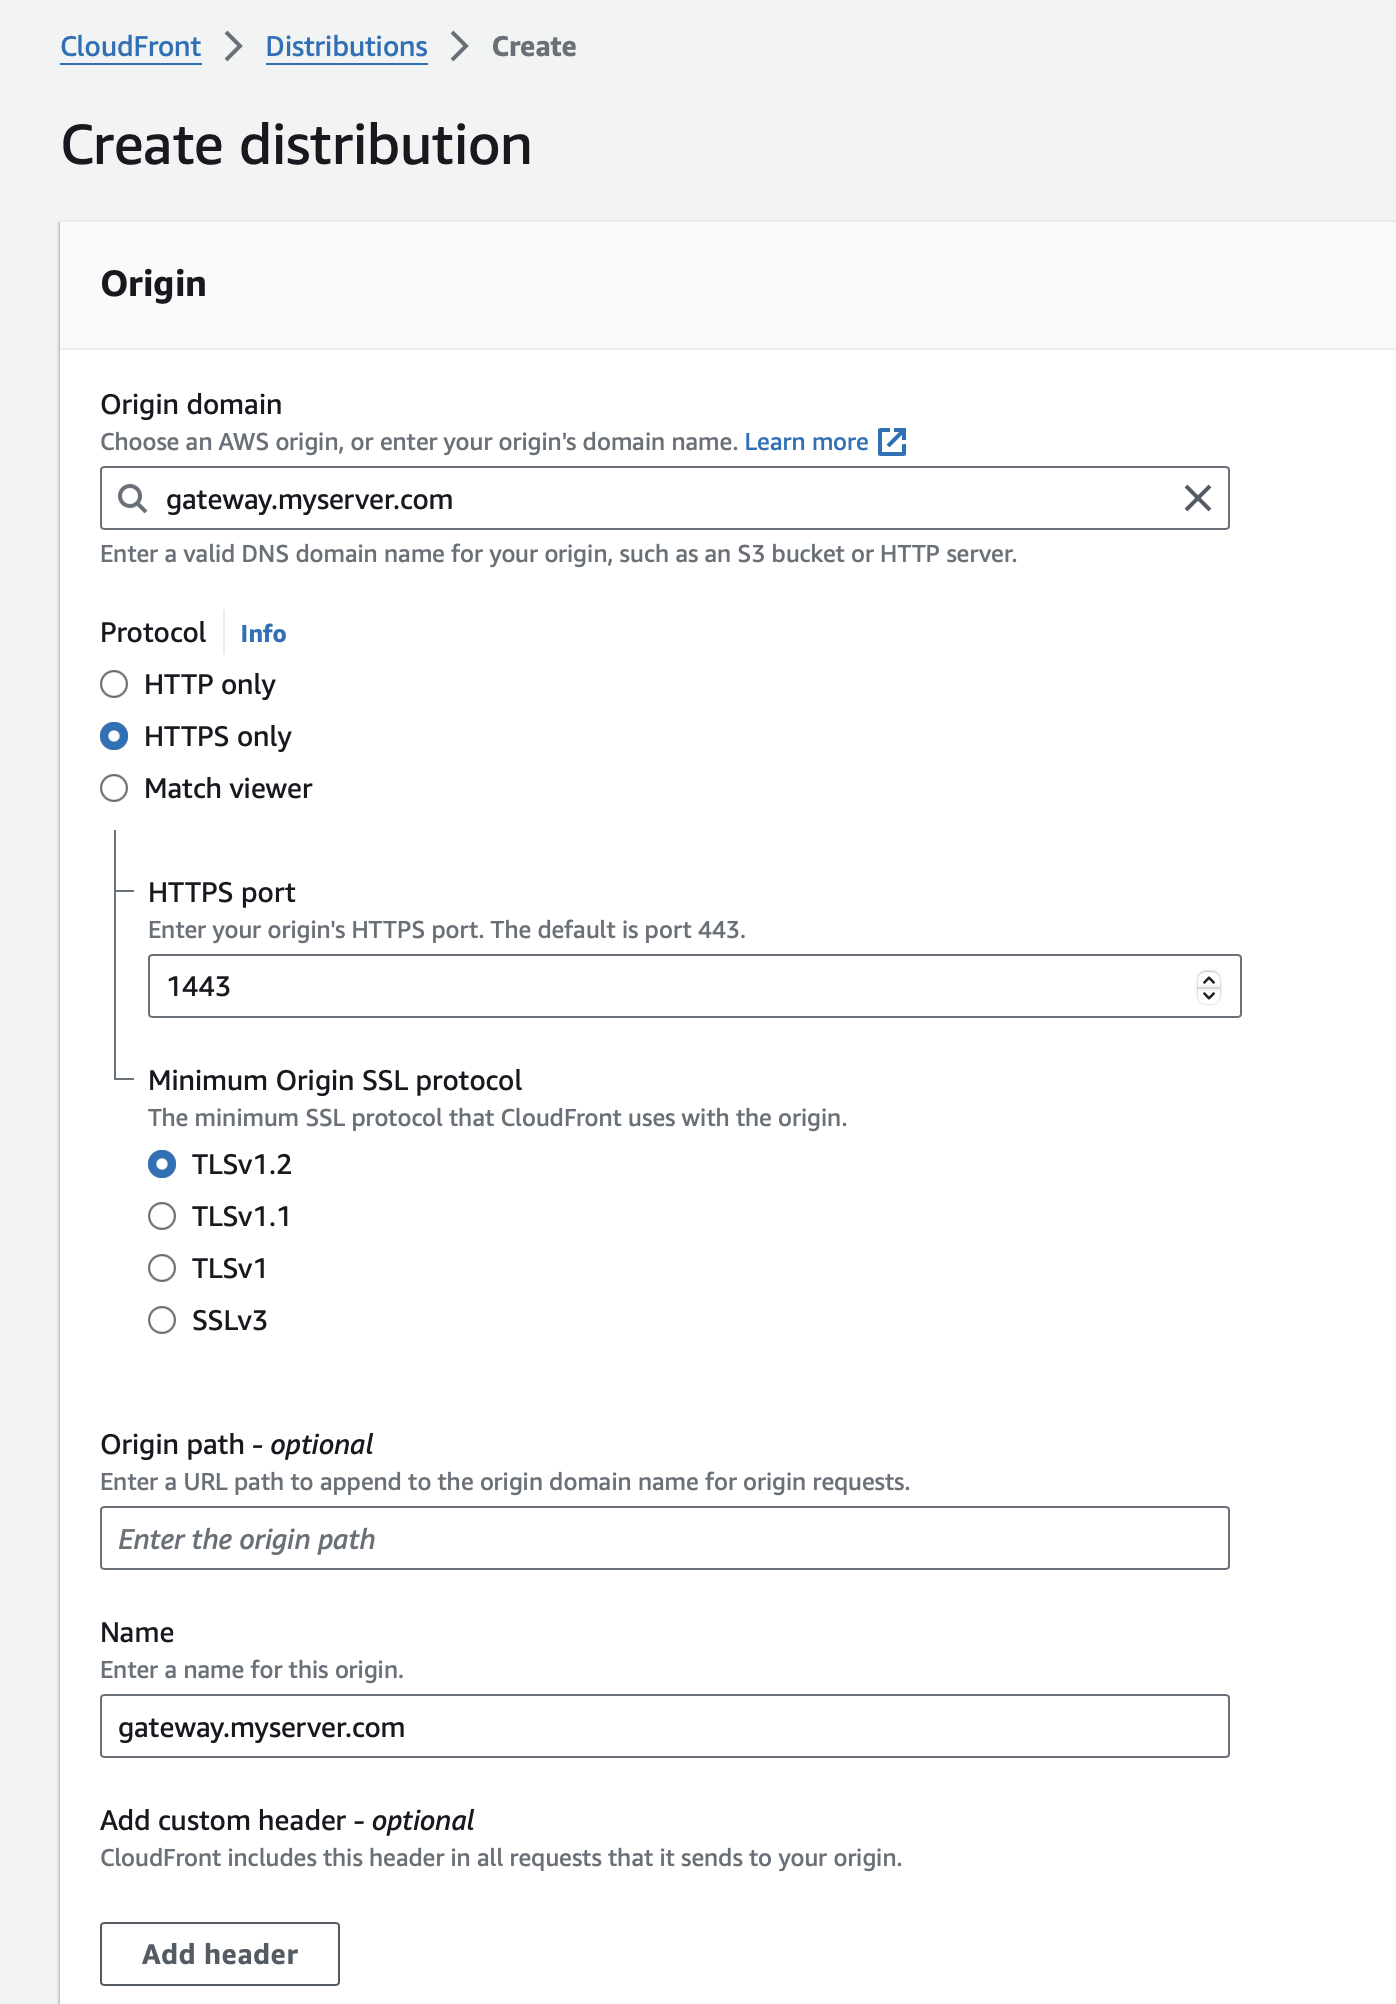 CloudFront > Distributions > Create
Create distribution
Origin
Origin domain
Choose an AWS origin, or enter your origin's domain name. Learn more
gateway.myserver.com
Enter a valid DNS domain name for your origin, such as an S3 bucket or HTTP server.
Protocol Info
HTTP only
HTTPS only
Match viewer
HTTPS port
Enter your origin's HTTPS port. The default is port 443.
1443
Minimum Origin SSL protocol
The minimum SSL protocol that CloudFront uses with the origin.
TLSv1.2
TLSv1.1
TLSv1
SSLv3
Origin path - optional
Enter a URL path to append to the origin domain name for origin requests.
Enter the origin path
Name
Enter a name for this origin.
gateway.myserver.com
Add custom header - optional
CloudFront includes this header in all requests that it sends to your origin.
Add header